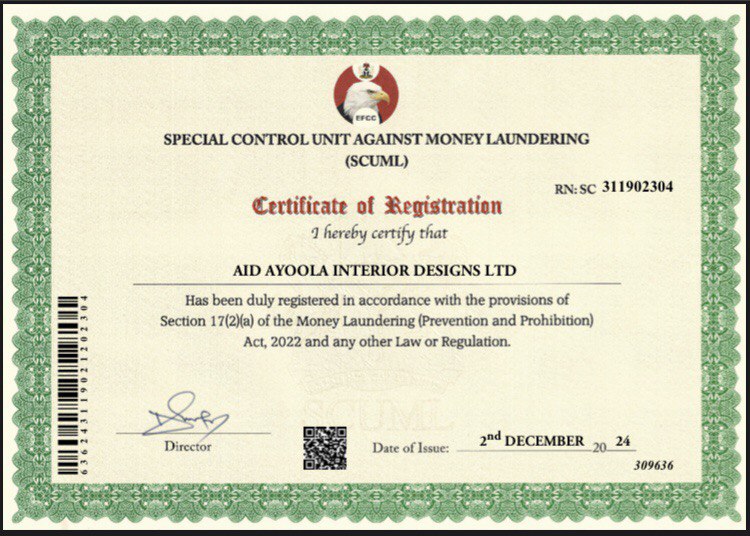 EFCC
SPECIAL CONTROL UNIT AGAINST MONEY LAUNDERING
(SCUML)
RN: SC 311902304
Certificate of Registration
I hereby certify that
AID AYOOLA INTERIOR DESIGNS LTD
Has been duly registered in accordance with the provisions of
Section 17(2)(a) of the Money Laundering (Prevention and Prohibition)
Act, 2022 and any other Law or Regulation.
636243119021202304
Director
Date of Issue: 2nd DECEMBER 20 24
309636
SCUML